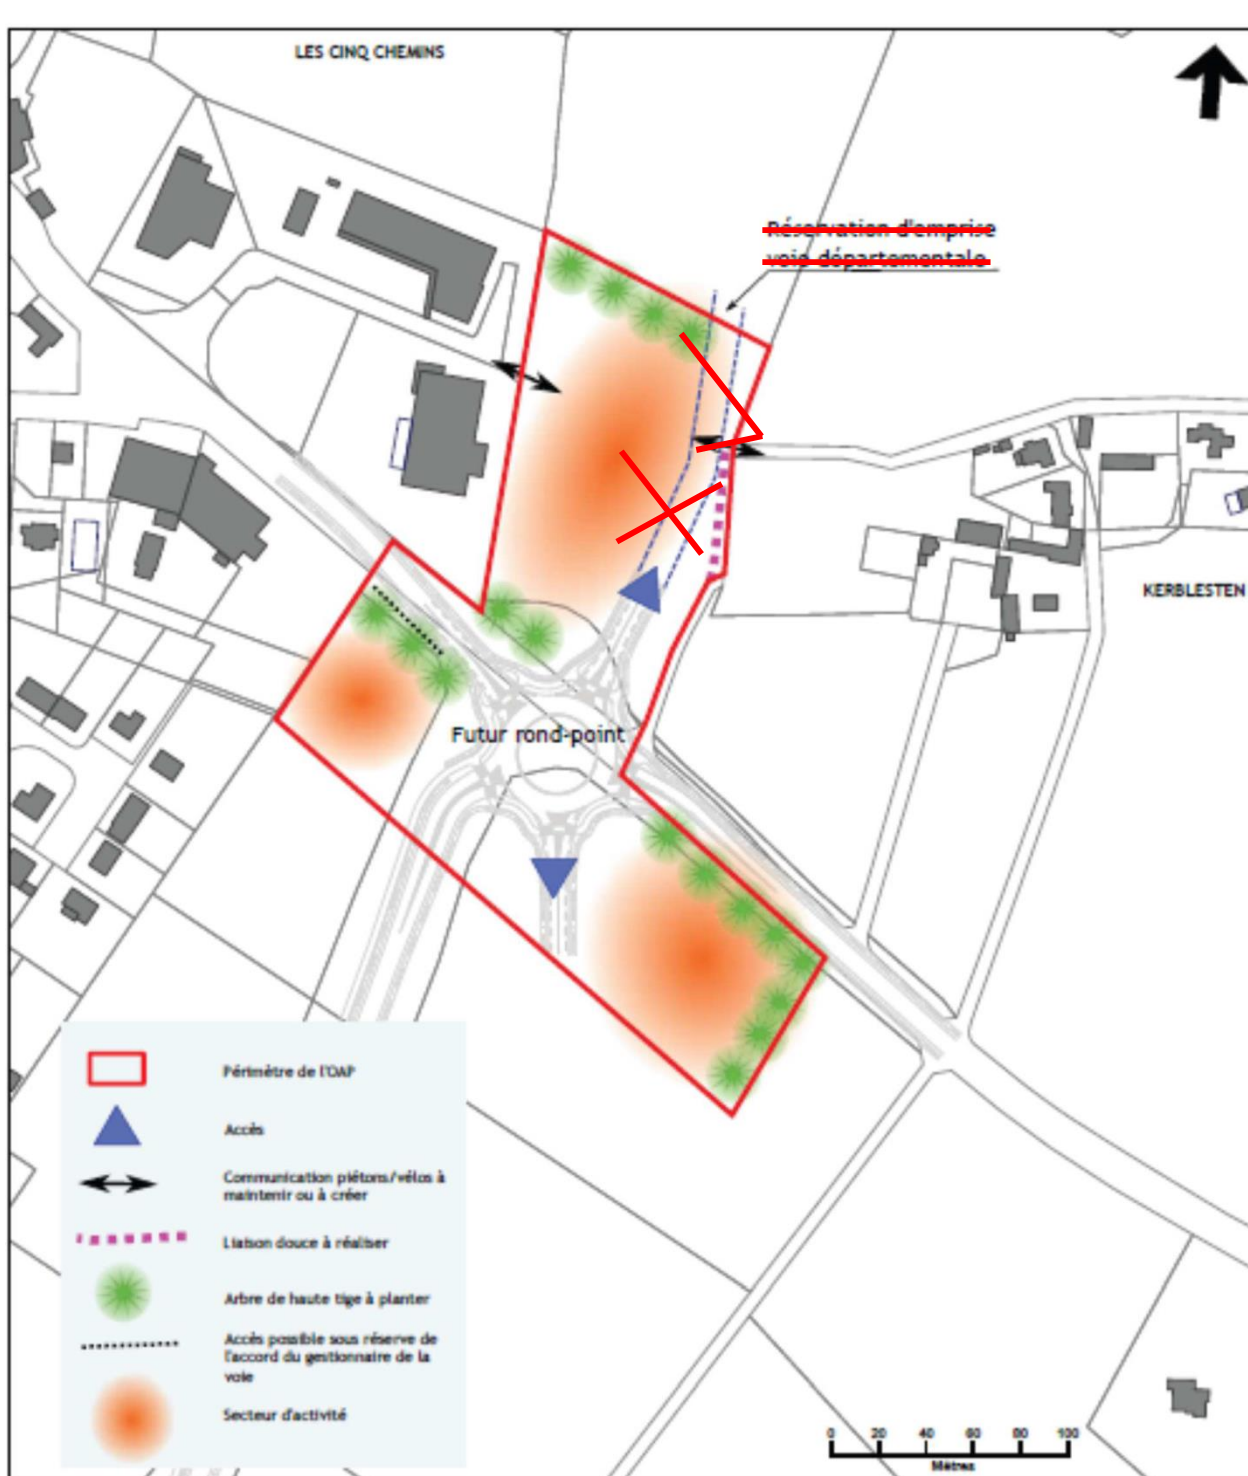 LES CINQ CHEMINS
Réservation d'emprise
voie départementale
KERBLESTEN
Futur rond-point
Périmètre de l'OAP
Accès
Communication piétons/vélos à
maintenir ou à créer
Liaison douce à réaliser
Arbre de haute tige à planter
Accès possible sous réserve de
l'accord du gestionnaire de la
voie
Secteur d'activité
0 20 40 60 80 100
Mètres